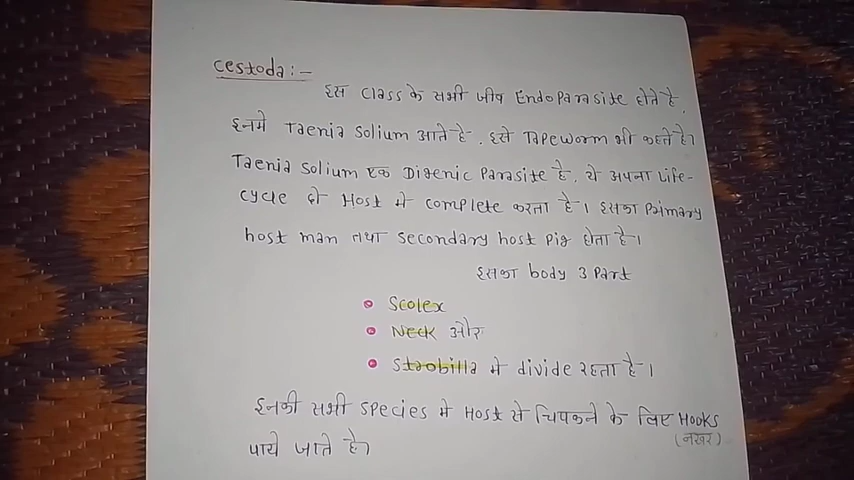 Cestoda:-
इस class के सभी जीव Endoparasite होते है,
इनमे Taenia Solium आते है, इसे Tapeworm भी कहते है।
Taenia Solium एक Digenic Parasite है, ये अपना Life-
cycle दो Host मे complete करता है। इसका Primary
host man तथा Secondary host Pig होता है।
इसका body 3 Part
• Scolex
• Neck और
• Strobilla मे divide रहता है।
इनकी सभी Species मे Host से चिपकने के लिए HOOKS
(नखर)
पाये जाते है।